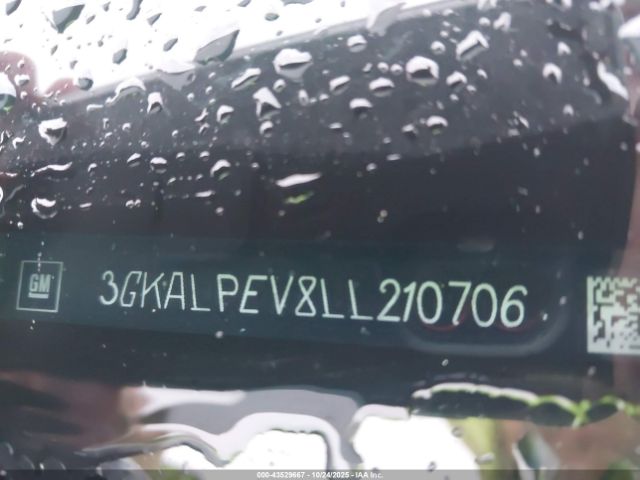 GM
3GKALPEV8LL210706
000-43529667 - 10/24/2025 - IAA Inc.